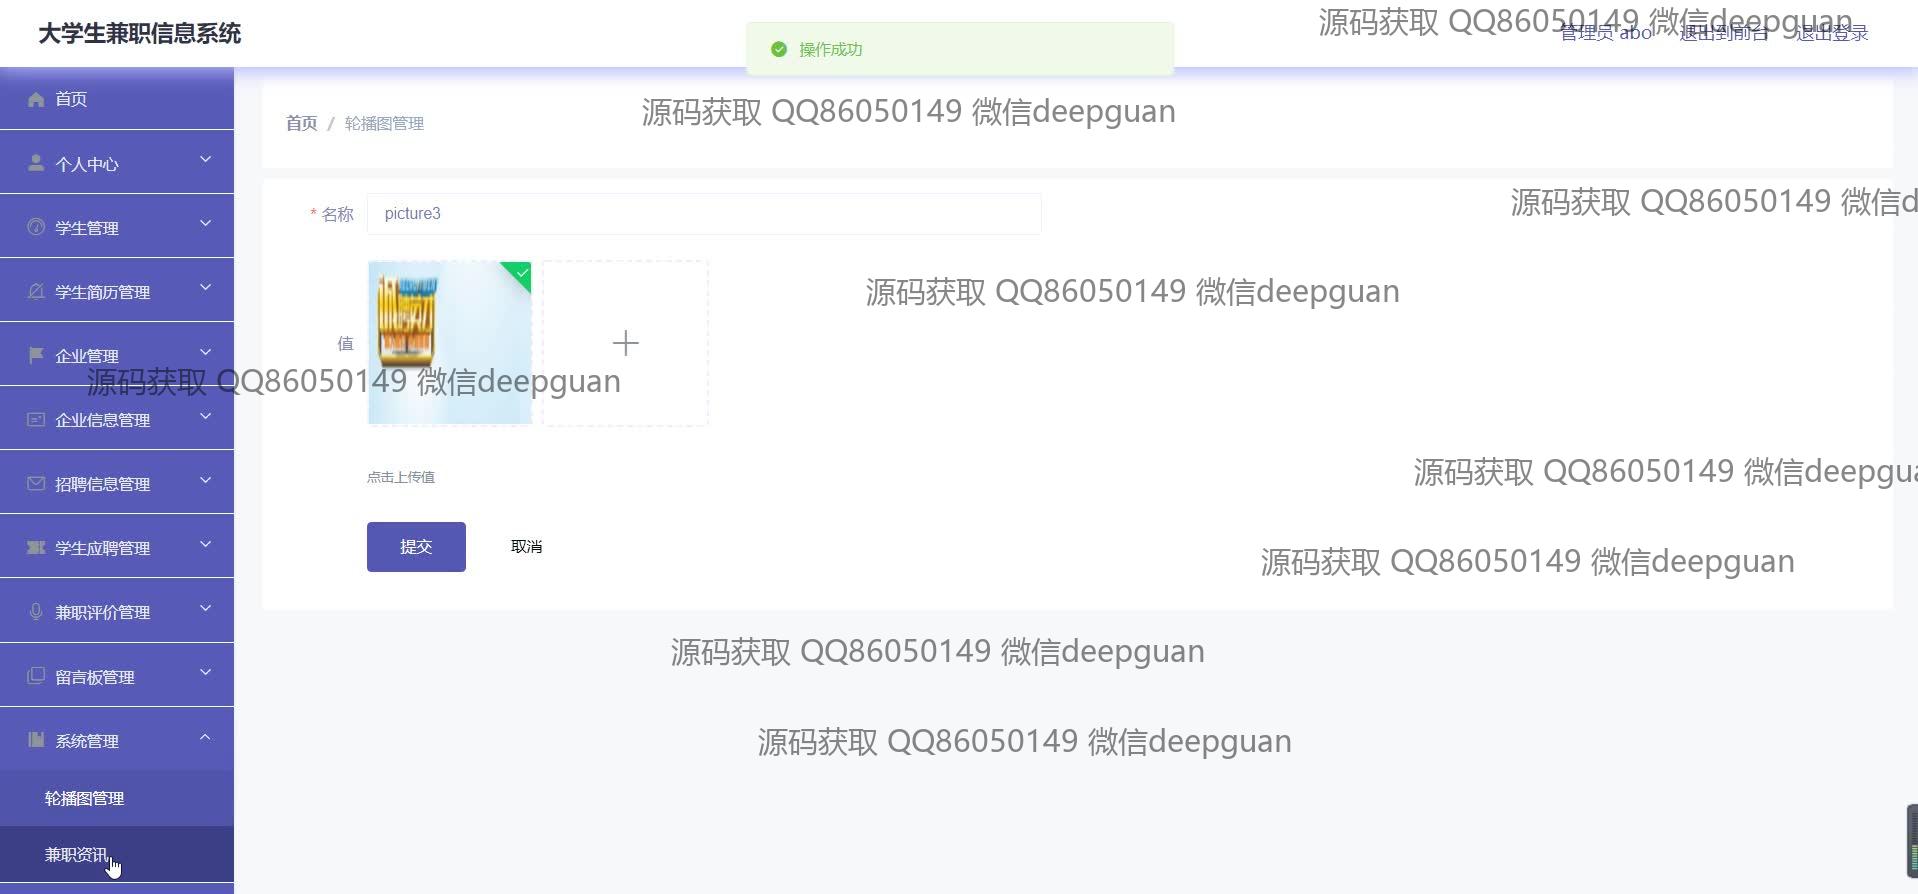 大学生兼职信息系统
操作成功
源码获取 QQ86050149 微信deepguan
管理员 abo
退出到前台
退出登录
首页
个人中心
学生管理
学生简历管理
企业管理
企业信息管理
招聘信息管理
学生应聘管理
兼职评价管理
留言板管理
系统管理
轮播图管理
兼职资讯
首页 / 轮播图管理
源码获取 QQ86050149 微信deepguan
* 名称
picture3
源码获取 QQ86050149 微信d
源码获取 QQ86050149 微信deepguan
值
源码获取 QQ86050149 微信deepguan
点击上传值
源码获取 QQ86050149 微信deepgua
提交
取消
源码获取 QQ86050149 微信deepguan
源码获取 QQ86050149 微信deepguan
源码获取 QQ86050149 微信deepguan